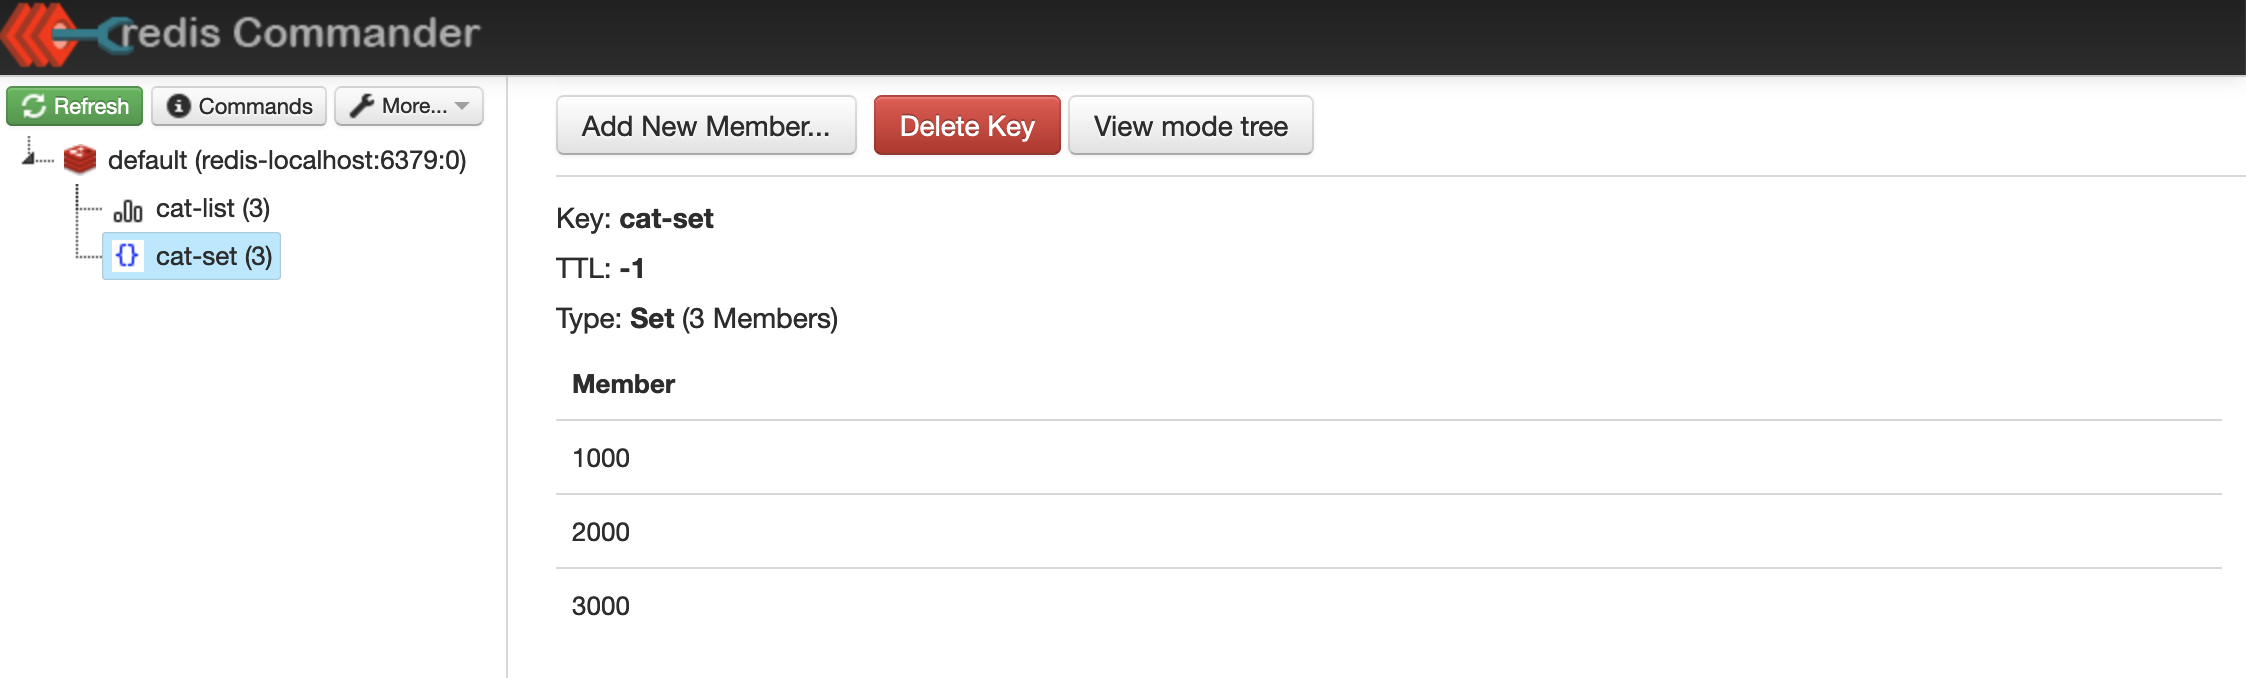 redis Commander
Refresh Commands More...
default (redis-localhost:6379:0)
cat-list (3)
cat-set (3)
Add New Member... Delete Key View mode tree
Key: cat-set
TTL: -1
Type: Set (3 Members)
Member
1000
2000
3000